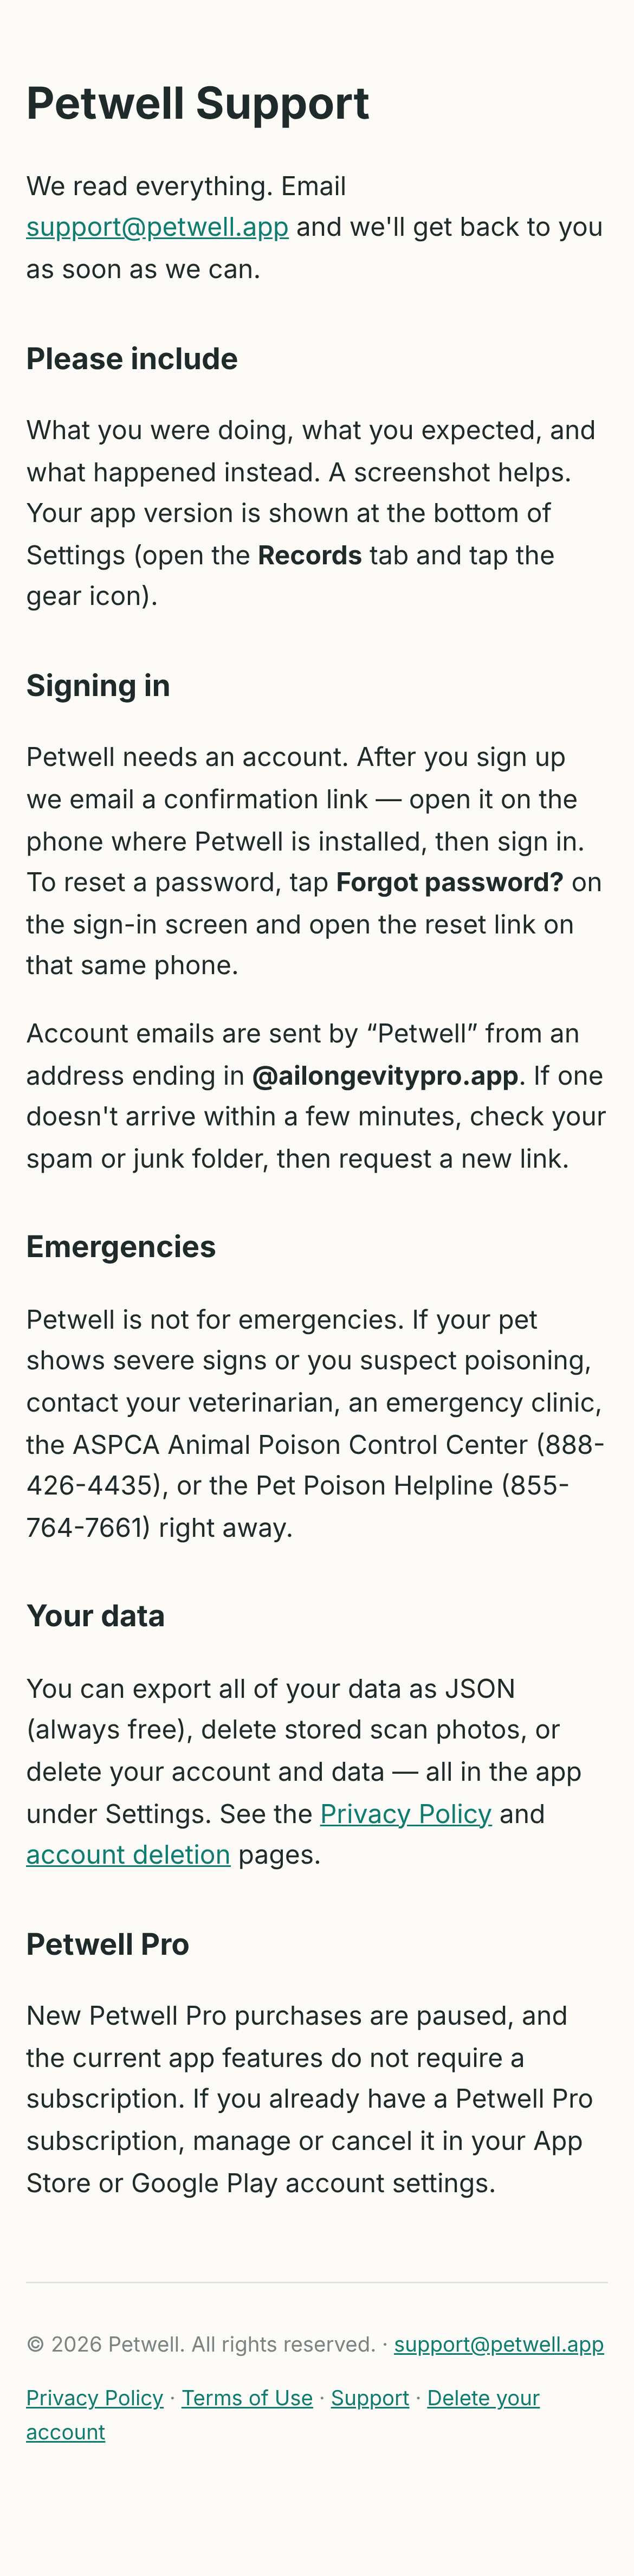 Petwell Support
We read everything. Email
support@petwell.app and we'll get back to you
as soon as we can.
Please include
What you were doing, what you expected, and
what happened instead. A screenshot helps.
Your app version is shown at the bottom of
Settings (open the Records tab and tap the
gear icon).
Signing in
Petwell needs an account. After you sign up
we email a confirmation link — open it on the
phone where Petwell is installed, then sign in.
To reset a password, tap Forgot password? on
the sign-in screen and open the reset link on
that same phone.
Account emails are sent by “Petwell” from an
address ending in @ailongevitypro.app. If one
doesn't arrive within a few minutes, check your
spam or junk folder, then request a new link.
Emergencies
Petwell is not for emergencies. If your pet
shows severe signs or you suspect poisoning,
contact your veterinarian, an emergency clinic,
the ASPCA Animal Poison Control Center (888-
426-4435), or the Pet Poison Helpline (855-
764-7661) right away.
Your data
You can export all of your data as JSON
(always free), delete stored scan photos, or
delete your account and data — all in the app
under Settings. See the Privacy Policy and
account deletion pages.
Petwell Pro
New Petwell Pro purchases are paused, and
the current app features do not require a
subscription. If you already have a Petwell Pro
subscription, manage or cancel it in your App
Store or Google Play account settings.
© 2026 Petwell. All rights reserved. · support@petwell.app
Privacy Policy · Terms of Use · Support · Delete your
account